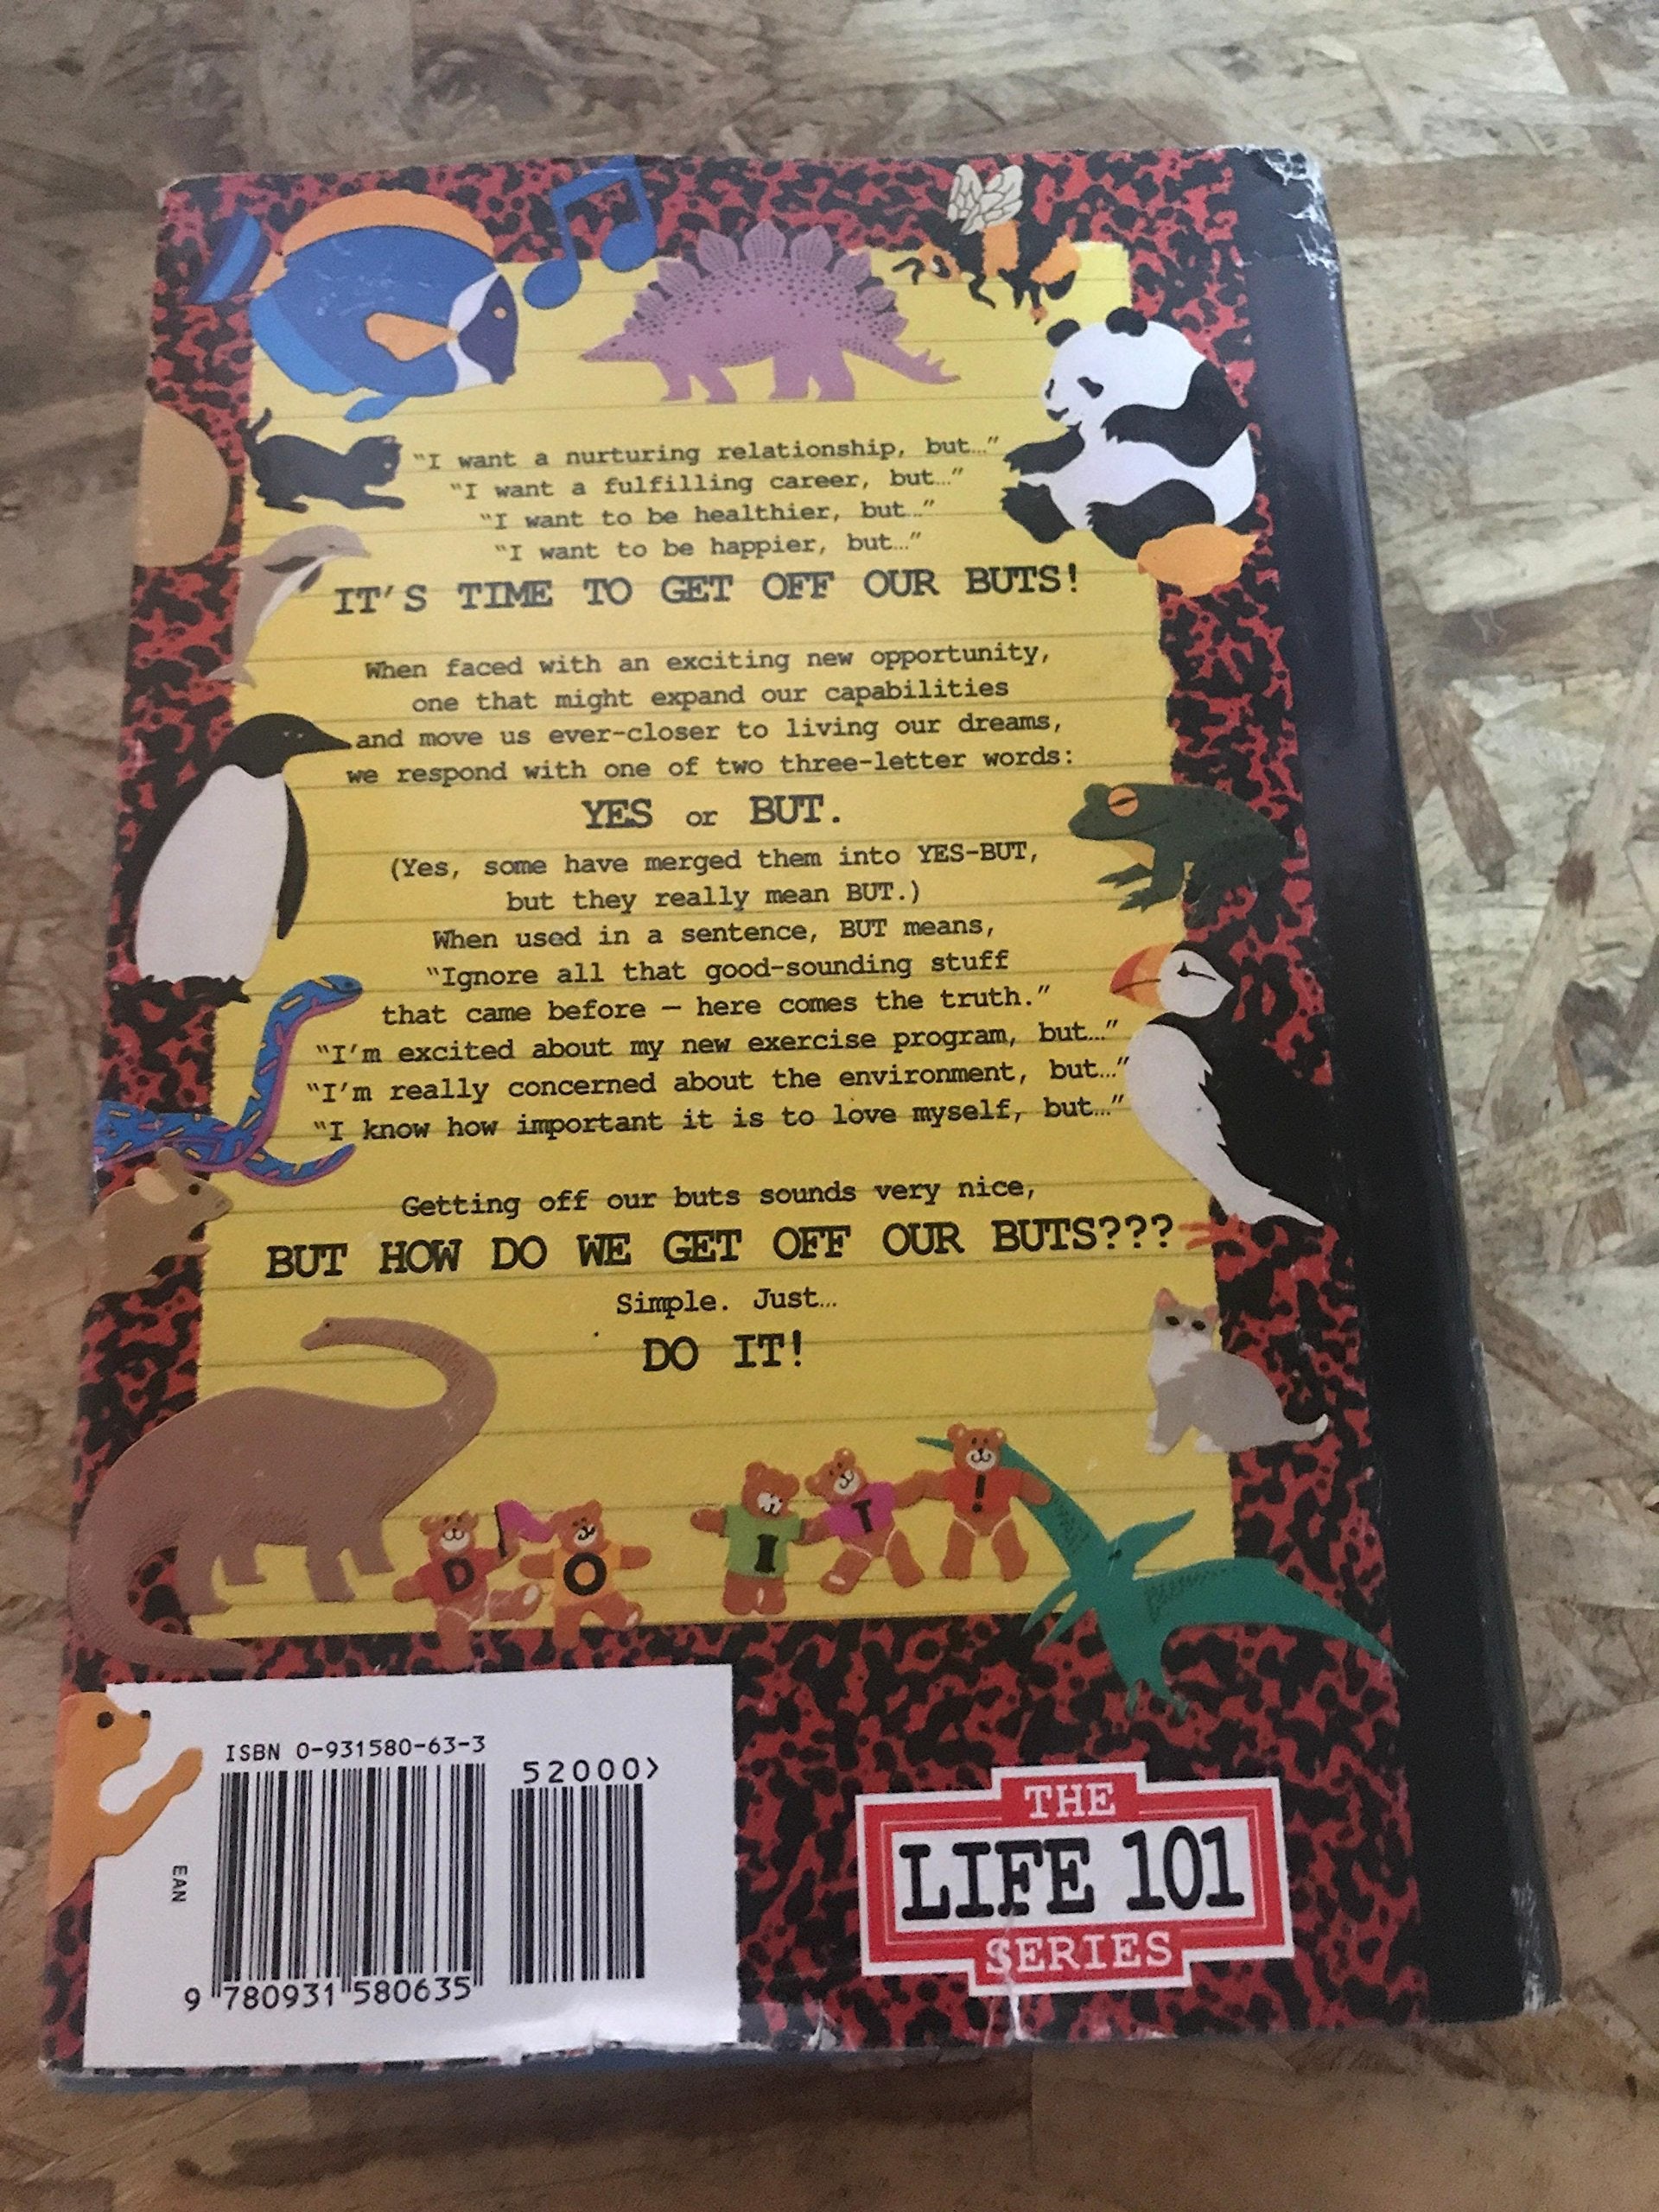 "I want a nurturing relationship, but…"
"I want a fulfilling career, but…"
"I want to be healthier, but…"
"I want to be happier, but…"
IT'S TIME TO GET OFF OUR BUTS!
When faced with an exciting new opportunity,
one that might expand our capabilities
and move us ever-closer to living our dreams,
we respond with one of two three-letter words:
YES or BUT.
(Yes, some have merged them into YES-BUT,
but they really mean BUT.)
When used in a sentence, BUT means,
"Ignore all that good-sounding stuff
that came before — here comes the truth."
"I'm excited about my new exercise program, but…"
"I'm really concerned about the environment, but…"
"I know how important it is to love myself, but…"
Getting off our buts sounds very nice,
BUT HOW DO WE GET OFF OUR BUTS???
Simple. Just…
DO IT!
DO IT!
ISBN 0-931580-63-3
52000>
EAN
9 780931 580635
THE
LIFE 101
SERIES